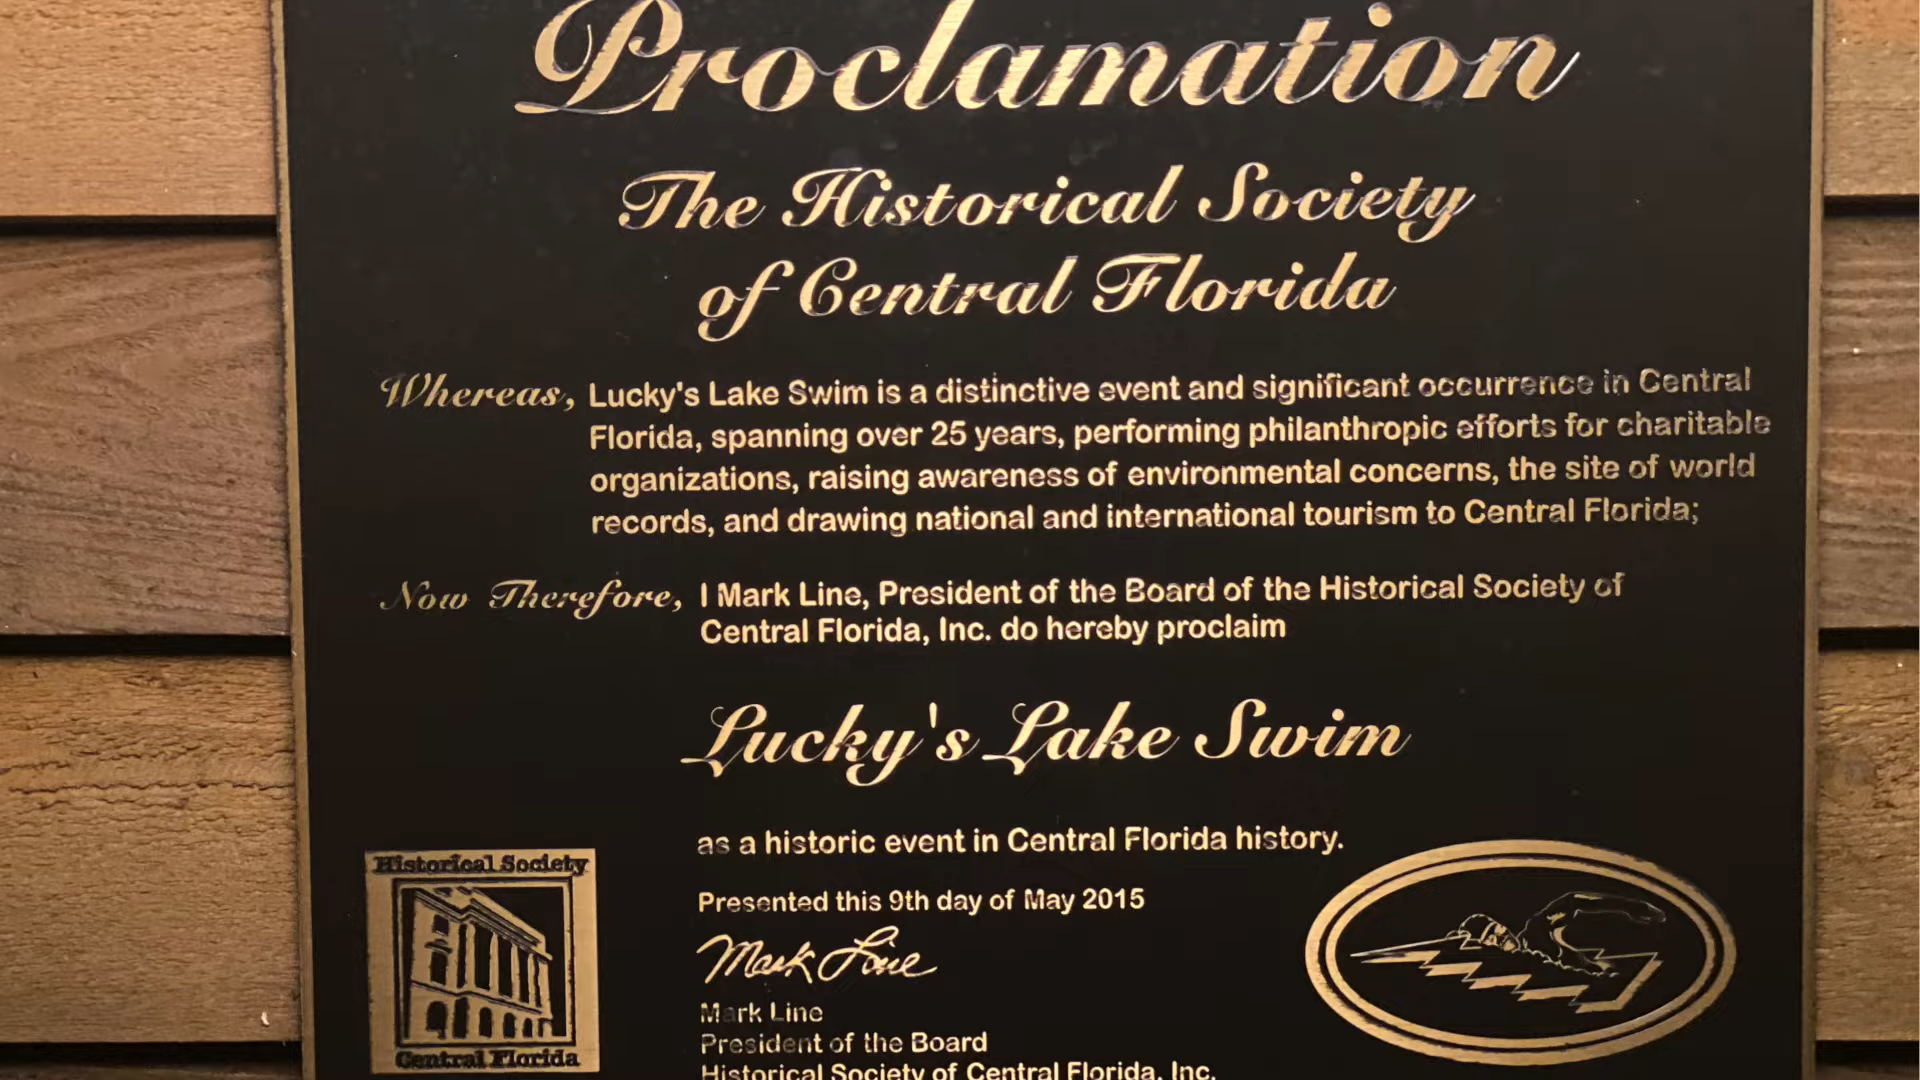 Proclamation
The Historical Society
of Central Florida
Whereas, Lucky's Lake Swim is a distinctive event and significant occurrence in Central
Florida, spanning over 25 years, performing philanthropic efforts for charitable
organizations, raising awareness of environmental concerns, the site of world
records, and drawing national and international tourism to Central Florida;
Now Therefore, I Mark Line, President of the Board of the Historical Society of
Central Florida, Inc. do hereby proclaim
Lucky's Lake Swim
as a historic event in Central Florida history.
Presented this 9th day of May 2015
Mark Line
Mark Line
President of the Board
Historical Society of Central Florida, Inc.
Historical Society
Central Florida